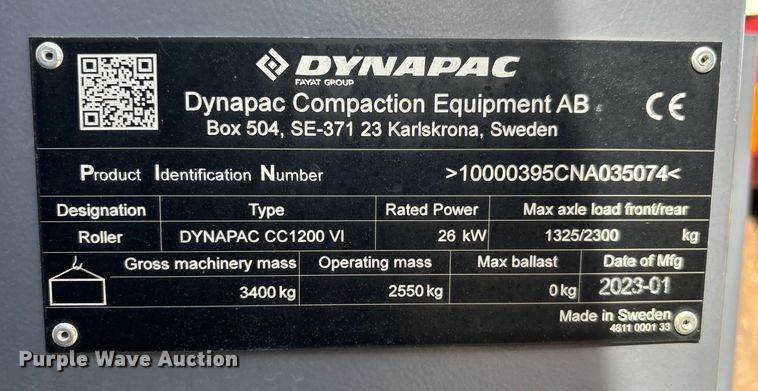 DYNAPAC
FAYAT GROUP
Dynapac Compaction Equipment AB
Box 504, SE-371 23 Karlskrona, Sweden
CE
Product Identification Number >10000395CNA035074<
Designation Type Rated Power Max axle load front/rear
Roller DYNAPAC CC1200 VI 26 kW 1325/2300 kg
Gross machinery mass Operating mass Max ballast Date of Mfg
3400 kg 2550 kg 0 kg 2023-01
Made in Sweden
4811 0001 33
Purple Wave Auction